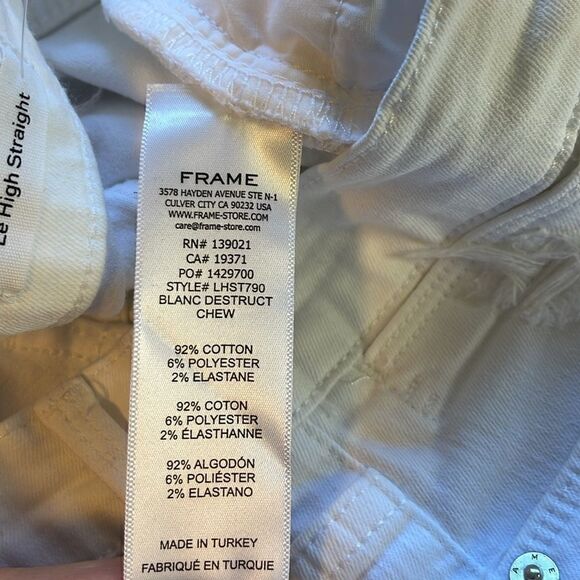 Le High Straight
FRAME
3578 HAYDEN AVENUE STE N-1
CULVER CITY CA 90232 USA
WWW.FRAME-STORE.COM
care@frame-store.com
RN# 139021
CA# 19371
PO# 1429700
STYLE# LHST790
BLANC DESTRUCT
CHEW
92% COTTON
6% POLYESTER
2% ELASTANE
92% COTON
6% POLYESTER
2% ÉLASTHANNE
92% ALGODÓN
6% POLIÉSTER
2% ELASTANO
MADE IN TURKEY
FABRIQUÉ EN TURQUIE